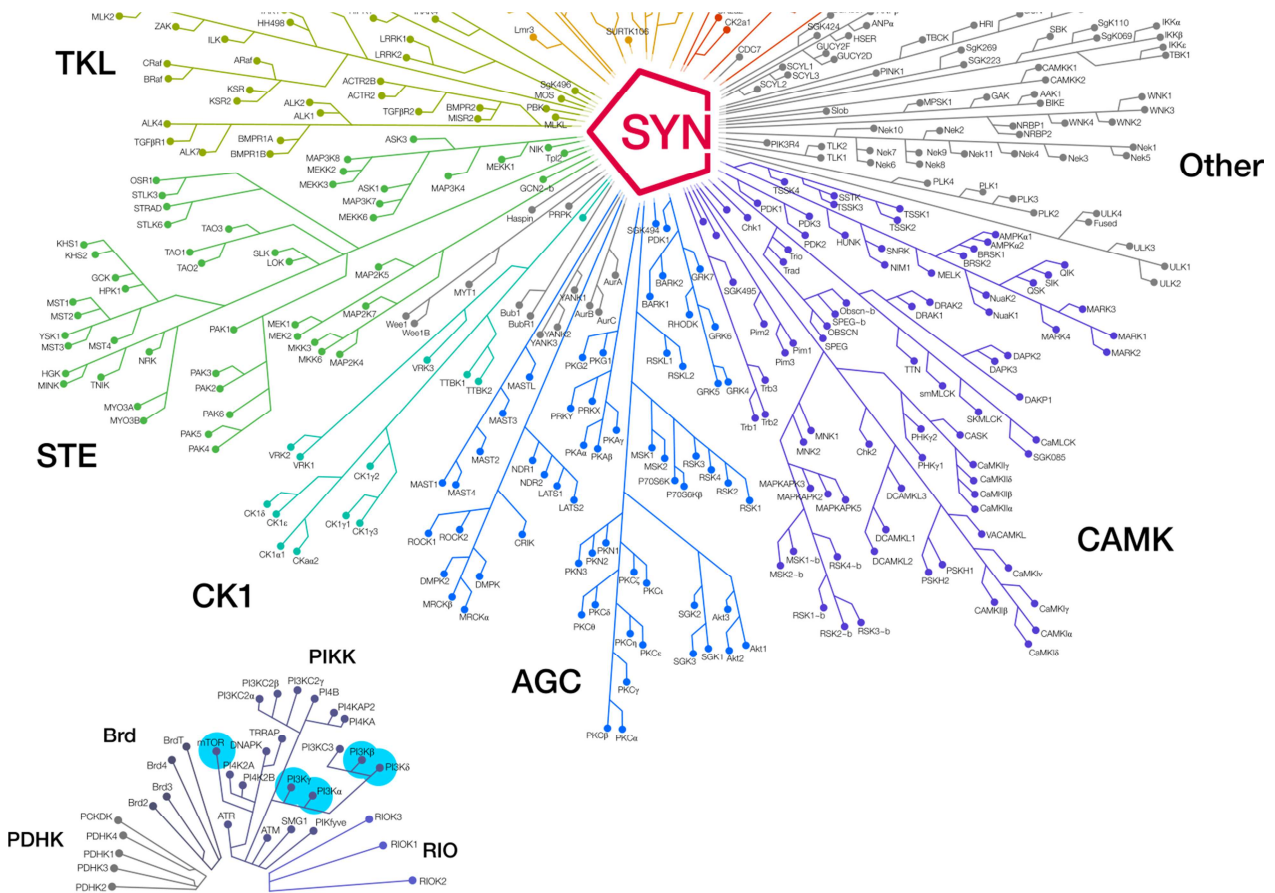 MLK2
ZAK
HH498
ILK
LRRK1
LRRK2
TKL
CRaf
BRaf
ARaf
KSR
KSR2
ACTR2B
ACTR2
ALK2
ALK1
TGFβR2
BMPR2
MISR2
ALK4
TGFβR1
ALK7
BMPR1A
BMPR1B
Lmr3
SURTK106
CK2a1
CDC7
SgK496
MOS
PBK
MLKL
SYN
SGK424
ANPα
HSER
GUCY2F
GUCY2D
SCYL1
SCYL3
SCYL2
TBCK
HRI
PINK1
SgK269
SGK223
SBK
SgK110
SgK069
IKKα
IKKβ
IKKε
TBK1
CAMKK1
CAMKK2
Slob
MPSK1
GAK
AAK1
BIKE
NRBP1
NRBP2
WNK1
WNK3
WNK4
WNK2
Nek10
Nek2
PIK3R4
TLK2
TLK1
Nek7
Nek6
Nek9
Nek8
Nek11
Nek4
Nek3
Nek1
Nek5
Other
PLK4
PLK1
PLK3
PLK2
ULK4
Fused
ULK3
ULK1
ULK2
ASK3
MAP3K8
MEKK2
MEKK3
ASK1
MAP3K7
MEKK6
MAP3K4
MEKK1
NIK
Tpl2
GCN2-b
OSR1
STLK3
STRAD
STLK6
TAO3
TAO1
TAO2
GLK
LOK
KHS1
KHS2
GCK
HPK1
MST1
MST2
YSK1
MST3
MST4
NRK
HGK
MINK
TNIK
MYO3A
MYO3B
MAP2K5
MAP2K7
PAK1
MEK1
MEK2
MKK3
MKK6
MAP2K4
PAK3
PAK2
PAK6
PAK5
PAK4
STE
Haspin
PRPK
MYT1
Wee1
Wee1B
Bub1
BubR1
YANK1
YANK2
YANK3
AurA
AurB
AurC
VRK3
TTBK1
TTBK2
VRK2
VRK1
CK1γ2
CK1δ
CK1ε
CK1γ1
CK1γ3
CK1α1
CKaα2
CK1
SGK494
PDK1
BARK2
BARK1
GRK7
RHODK
GRK6
GRK5
GRK4
RSKL1
RSKL2
PKG2
PKG1
PRKY
PRKX
PKAγ
PKAα
PKAβ
MASTL
MAST3
MAST2
MAST1
MAST4
NDR1
NDR2
LATS1
LATS2
ROCK1
ROCK2
CRIK
DMPK2
DMPK
MRCKβ
MRCKα
MSK1
MSK2
P70S6K
P70S6Kβ
RSK3
RSK4
RSK2
RSK1
PKN1
PKN2
PKN3
PKCζ
PKCι
PKCδ
PKCθ
PKCη
PKCε
PKCγ
PKCβ
PKCα
SGK2
SGK3
SGK1
Akt3
Akt2
Akt1
AGC
TSSK4
SSTK
TSSK3
TSSK1
TSSK2
PDK1
Chk1
PDK3
PDK2
HUNK
SNRK
NIM1
MELK
AMPKα1
AMPKα2
BRSK1
BRSK2
NuaK2
NuaK1
QIK
SIK
QSK
MARK3
MARK4
MARK1
MARK2
Trio
Trad
SGK495
Obscn-b
SPEG-b
OBSCN
SPEG
DRAK2
DRAK1
Pim2
Pim1
Pim3
Trb3
Trb1
Trb2
TTN
smMLCK
DAPK2
DAPK3
DAKP1
SKMLCK
CaMLCK
SGK085
MNK1
MNK2
Chk2
PHKγ2
PHKγ1
CASK
CaMKIIγ
CaMKIIδ
CaMKIIβ
CaMKIIα
MAPKAPK3
MAPKAPK2
MAPKAPK5
DCAMKL3
DCAMKL1
DCAMKL2
VACAMKL
PSKH1
PSKH2
MSK1-b
MSK2-b
RSK4-b
RSK1-b
RSK2-b
RSK3-b
CaMKIv
CAMKIIβ
CaMKIγ
CAMKIα
CaMKIδ
CAMK
PIKK
PI3KC2γ
PI3KC2β
PI3KC2α
PI4B
PI4KAP2
PI4KA
Brd
BrdT
mTOR
DNAPK
TRRAP
PI3KC3
PI3Kβ
PI3Kδ
Brd4
PI4K2A
PI4K2B
PI3Kγ
PI3Kα
Brd3
Brd2
PDHK
PCKDK
PDHK4
PDHK1
PDHK3
PDHK2
ATR
ATM
SMG1
PIKfyve
RIOK3
RIOK1
RIO
RIOK2